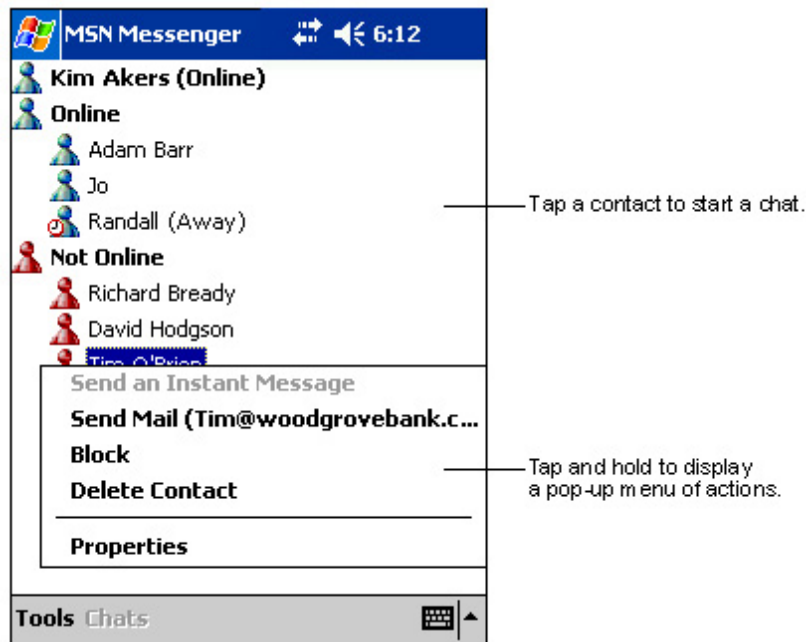 MSN Messenger 6:12
Kim Akers (Online)
Online
Adam Barr
Jo
Randall (Away)
Tap a contact to start a chat.
Not Online
Richard Bready
David Hodgson
Tim O'Brien
Send an Instant Message
Send Mail (Tim@woodgrovebank.c...
Block
Delete Contact
Tap and hold to display
a pop-up menu of actions.
Properties
Tools Chats